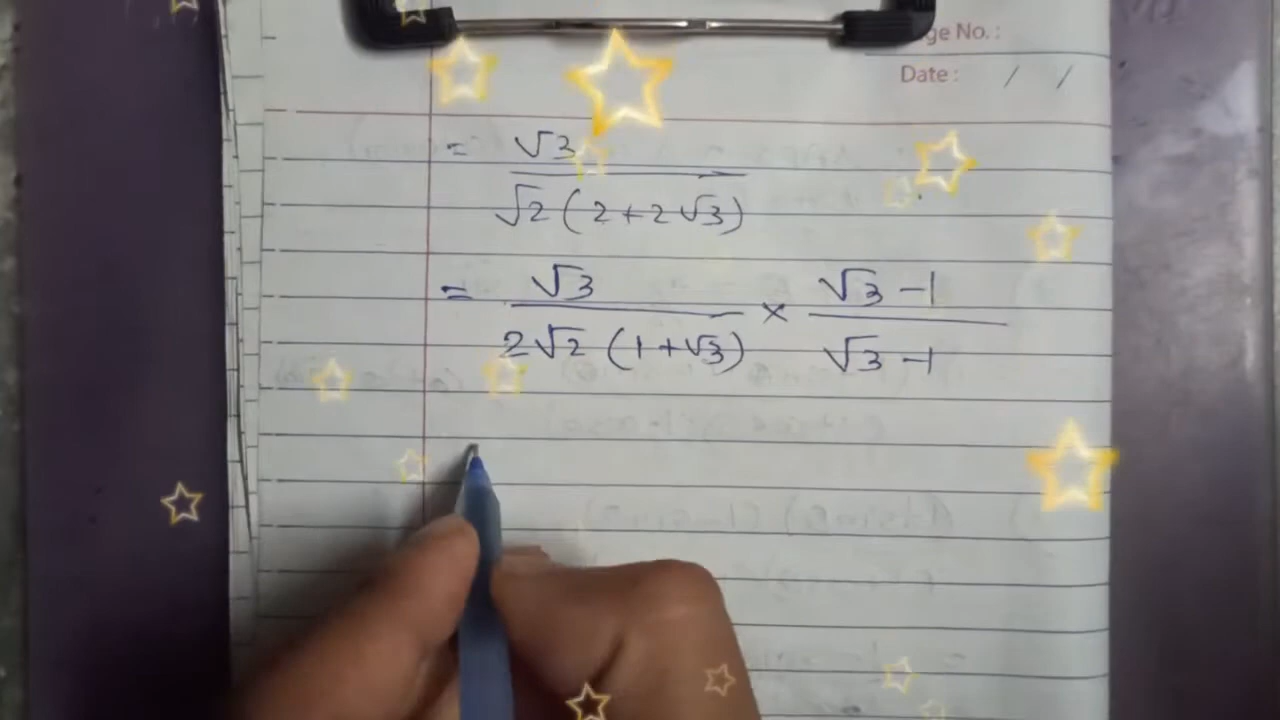 ge No. :
Date : / /
= √3 / √2 (2+2√3)
= √3 / 2√2 (1+√3) × √3 -1 / √3 -1